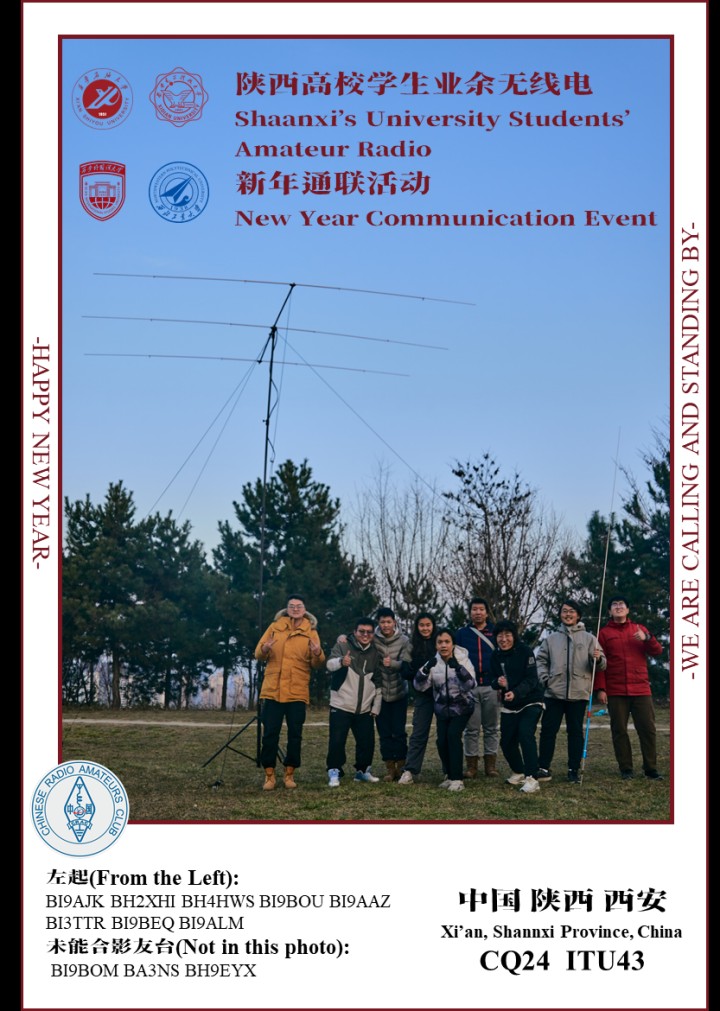 陕西高校学生业余无线电
Shaanxi’s University Students’
Amateur Radio
新年通联活动
New Year Communication Event
-HAPPY NEW YEAR-
-WE ARE CALLING AND STANDING BY-
CHINESE RADIO AMATEURS CLUB
中国
左起(From the Left):
BI9AJK BH2XHI BH4HWS BI9BOU BI9AAZ
BI3TTR BI9BEQ BI9ALM
未能合影友台(Not in this photo):
BI9BOM BA3NS BH9EYX
中国 陕西 西安
Xi’an, Shannxi Province, China
CQ24 ITU43